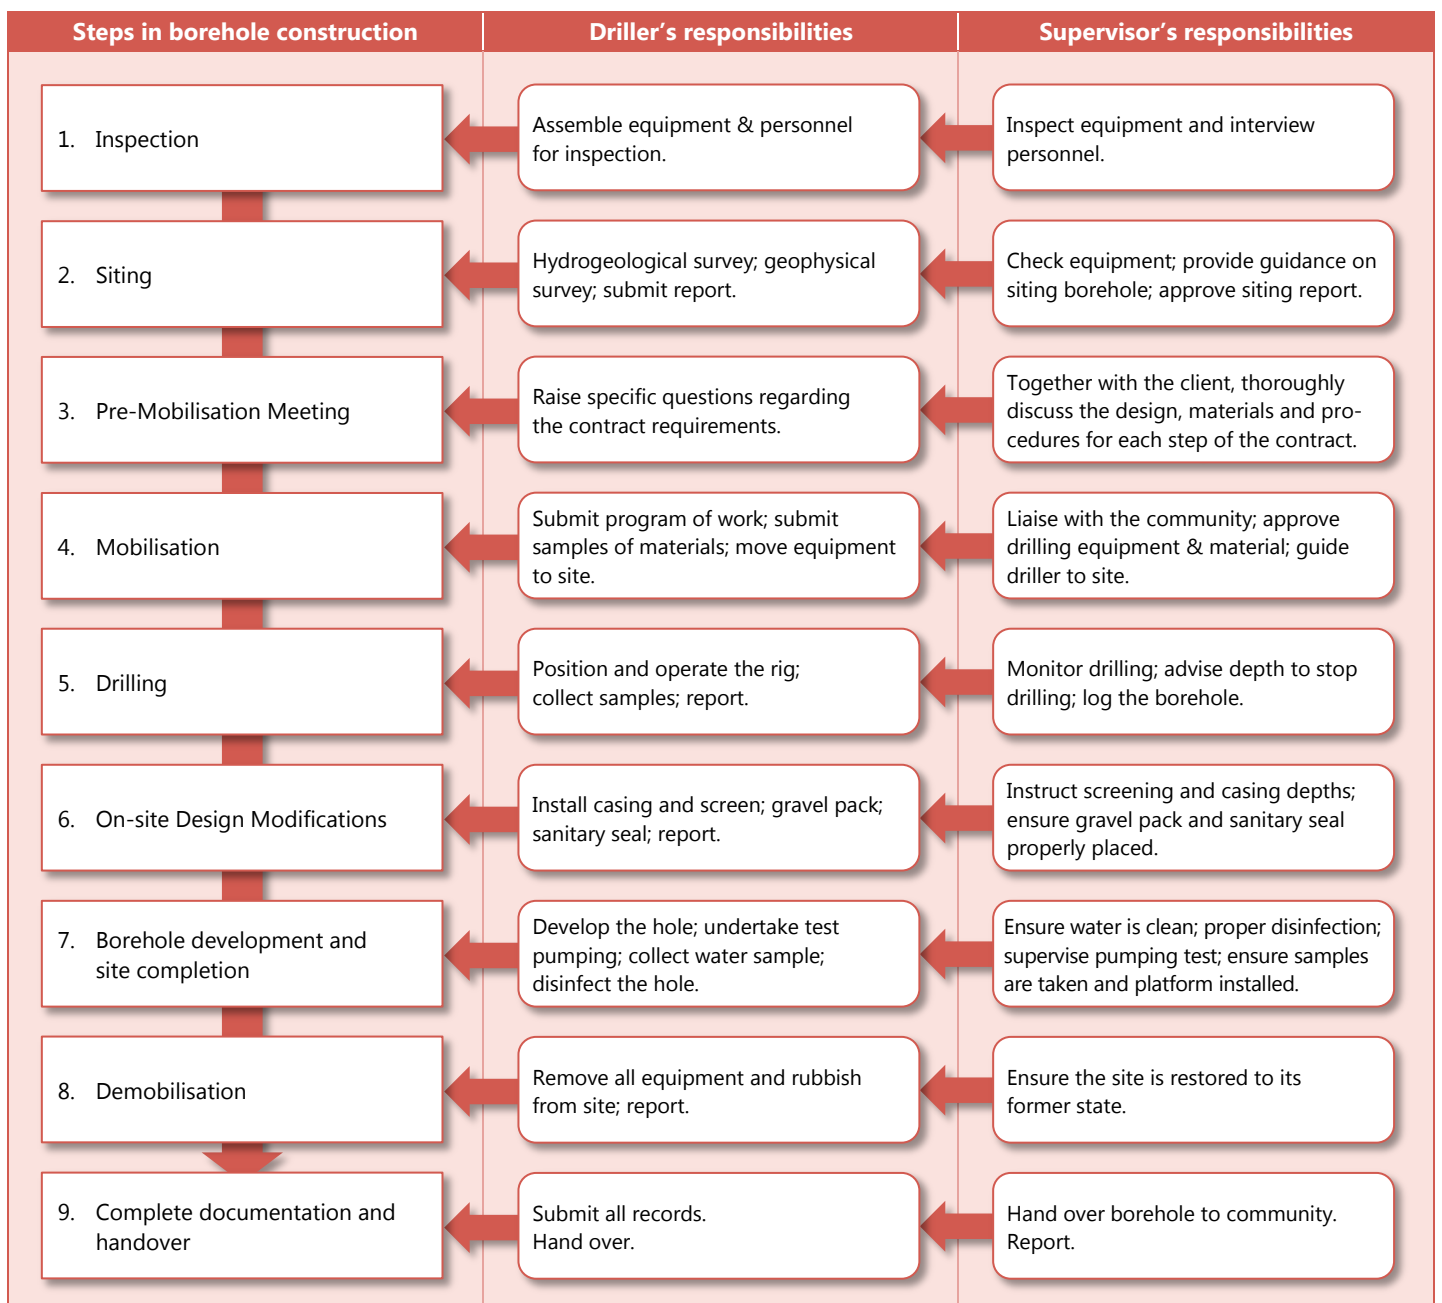 Steps in borehole construction
Driller's responsibilities
Supervisor's responsibilities
1. Inspection
Assemble equipment & personnel
for inspection.
Inspect equipment and interview
personnel.
2. Siting
Hydrogeological survey; geophysical
survey; submit report.
Check equipment; provide guidance on
siting borehole; approve siting report.
3. Pre-Mobilisation Meeting
Raise specific questions regarding
the contract requirements.
Together with the client, thoroughly
discuss the design, materials and pro-
cedures for each step of the contract.
4. Mobilisation
Submit program of work; submit
samples of materials; move equipment
to site.
Liaise with the community; approve
drilling equipment & material; guide
driller to site.
5. Drilling
Position and operate the rig;
collect samples; report.
Monitor drilling; advise depth to stop
drilling; log the borehole.
6. On-site Design Modifications
Install casing and screen; gravel pack;
sanitary seal; report.
Instruct screening and casing depths;
ensure gravel pack and sanitary seal
properly placed.
7. Borehole development and
site completion
Develop the hole; undertake test
pumping; collect water sample;
disinfect the hole.
Ensure water is clean; proper disinfection;
supervise pumping test; ensure samples
are taken and platform installed.
8. Demobilisation
Remove all equipment and rubbish
from site; report.
Ensure the site is restored to its
former state.
9. Complete documentation and
handover
Submit all records.
Hand over.
Hand over borehole to community.
Report.